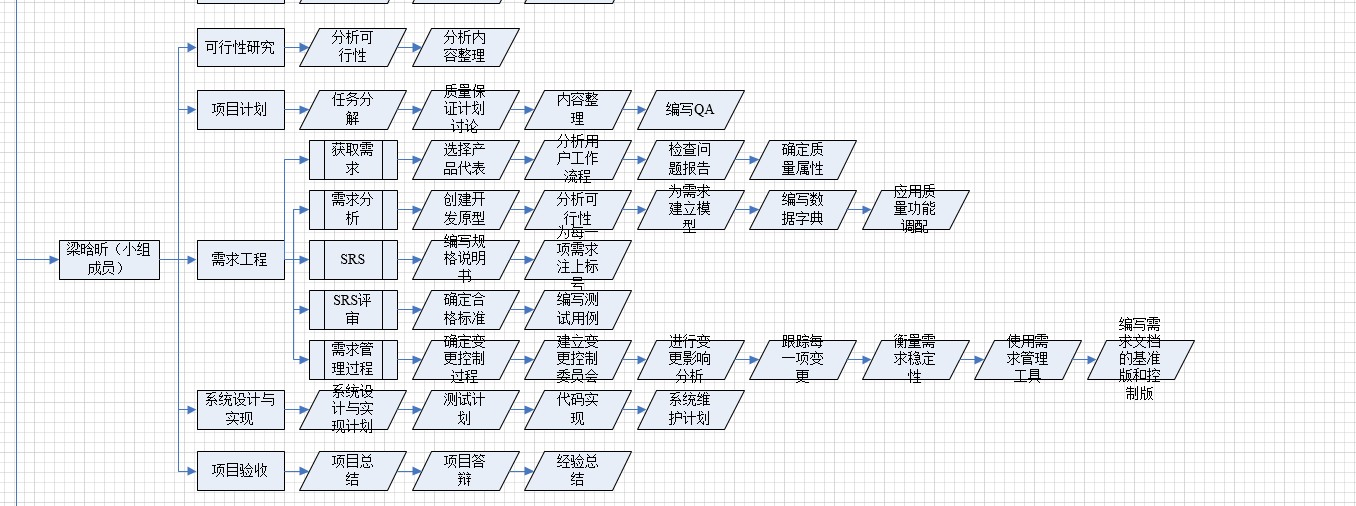 可行性研究
分析可
行性
分析内
容整理
项目计划
任务分
解
质量保
证计划
讨论
内容整
理
编写QA
获取需
求
选择产
品代表
分析用
户工作
流程
检查问
题报告
确定质
量属性
需求分
析
创建开
发原型
分析可
行性
为需求
建立模
型
编写数
据字典
应用质
量功能
调配
梁晗昕（小组
成员）
需求工程
SRS
编写规
格说明
书
为每一
项需求
注上标
号
SRS评
审
确定合
格标准
编写测
试用例
需求管
理过程
确定变
更控制
过程
建立变
更控制
委员会
进行变
更影响
分析
跟踪每
一项变
更
衡量需
求稳定
性
使用需
求管理
工具
编写需
求文档
的基准
版和控
制版
系统设计与
实现
系统设
计与实
现计划
测试计
划
代码实
现
系统维
护计划
项目验收
项目总
结
项目答
辩
经验总
结